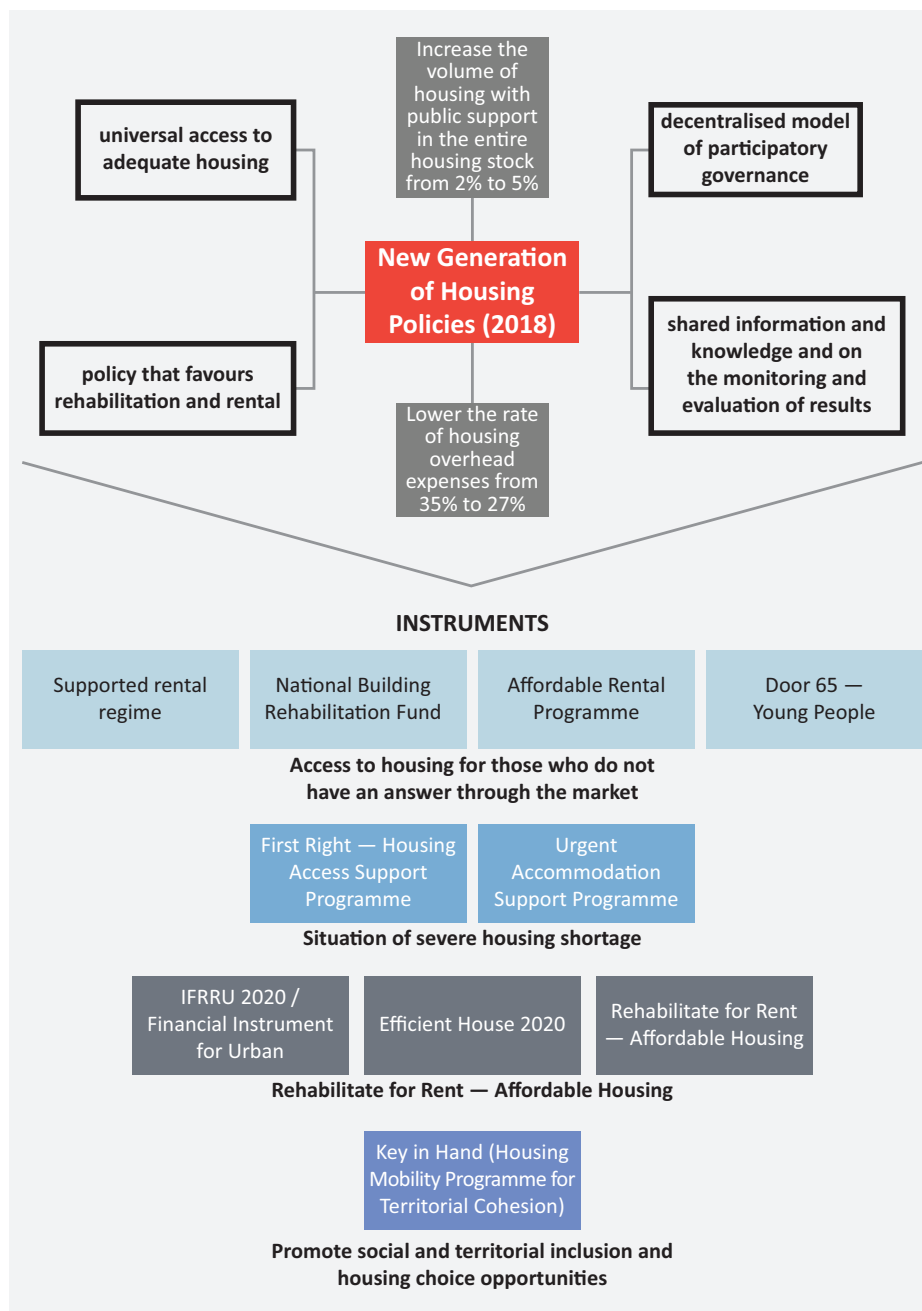 Increase the
volume of
housing with
public support
in the entire
housing stock
from 2% to 5%
universal access to
adequate housing
decentralised model
of participatory
governance
New Generation
of Housing
Policies (2018)
policy that favours
rehabilitation and rental
shared information and
knowledge and on
the monitoring and
evaluation of results
Lower the rate
of housing
overhead
expenses from
35% to 27%
INSTRUMENTS
Supported rental
regime
National Building
Rehabilitation Fund
Affordable Rental
Programme
Door 65 —
Young People
Access to housing for those who do not
have an answer through the market
First Right — Housing
Access Support
Programme
Urgent
Accommodation
Support Programme
Situation of severe housing shortage
IFRRU 2020 /
Financial Instrument
for Urban
Efficient House 2020
Rehabilitate for Rent
— Affordable Housing
Rehabilitate for Rent — Affordable Housing
Key in Hand (Housing
Mobility Programme for
Territorial Cohesion)
Promote social and territorial inclusion and
housing choice opportunities